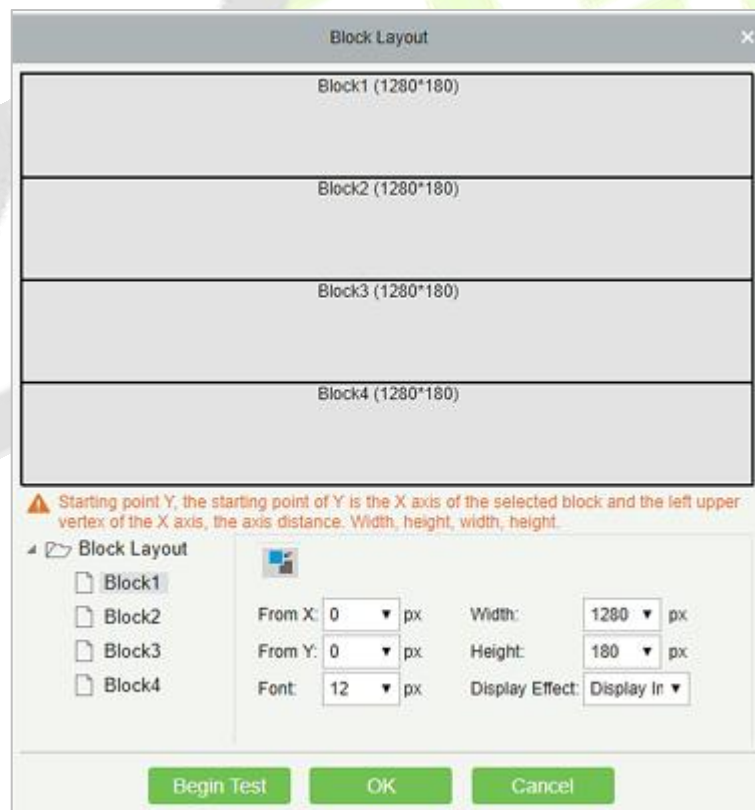 Block Layout
Block1 (1280*180)
Block2 (1280*180)
Block3 (1280*180)
Block4 (1280*180)
Starting point Y, the starting point of Y is the X axis of the selected block and the left upper
vertex of the X axis, the axis distance. Width, height, width, height.
Block Layout
Block1
Block2
Block3
Block4
From X: 0 px Width: 1280 px
From Y: 0 px Height: 180 px
Font: 12 px Display Effect: Display
Begin Test OK Cancel